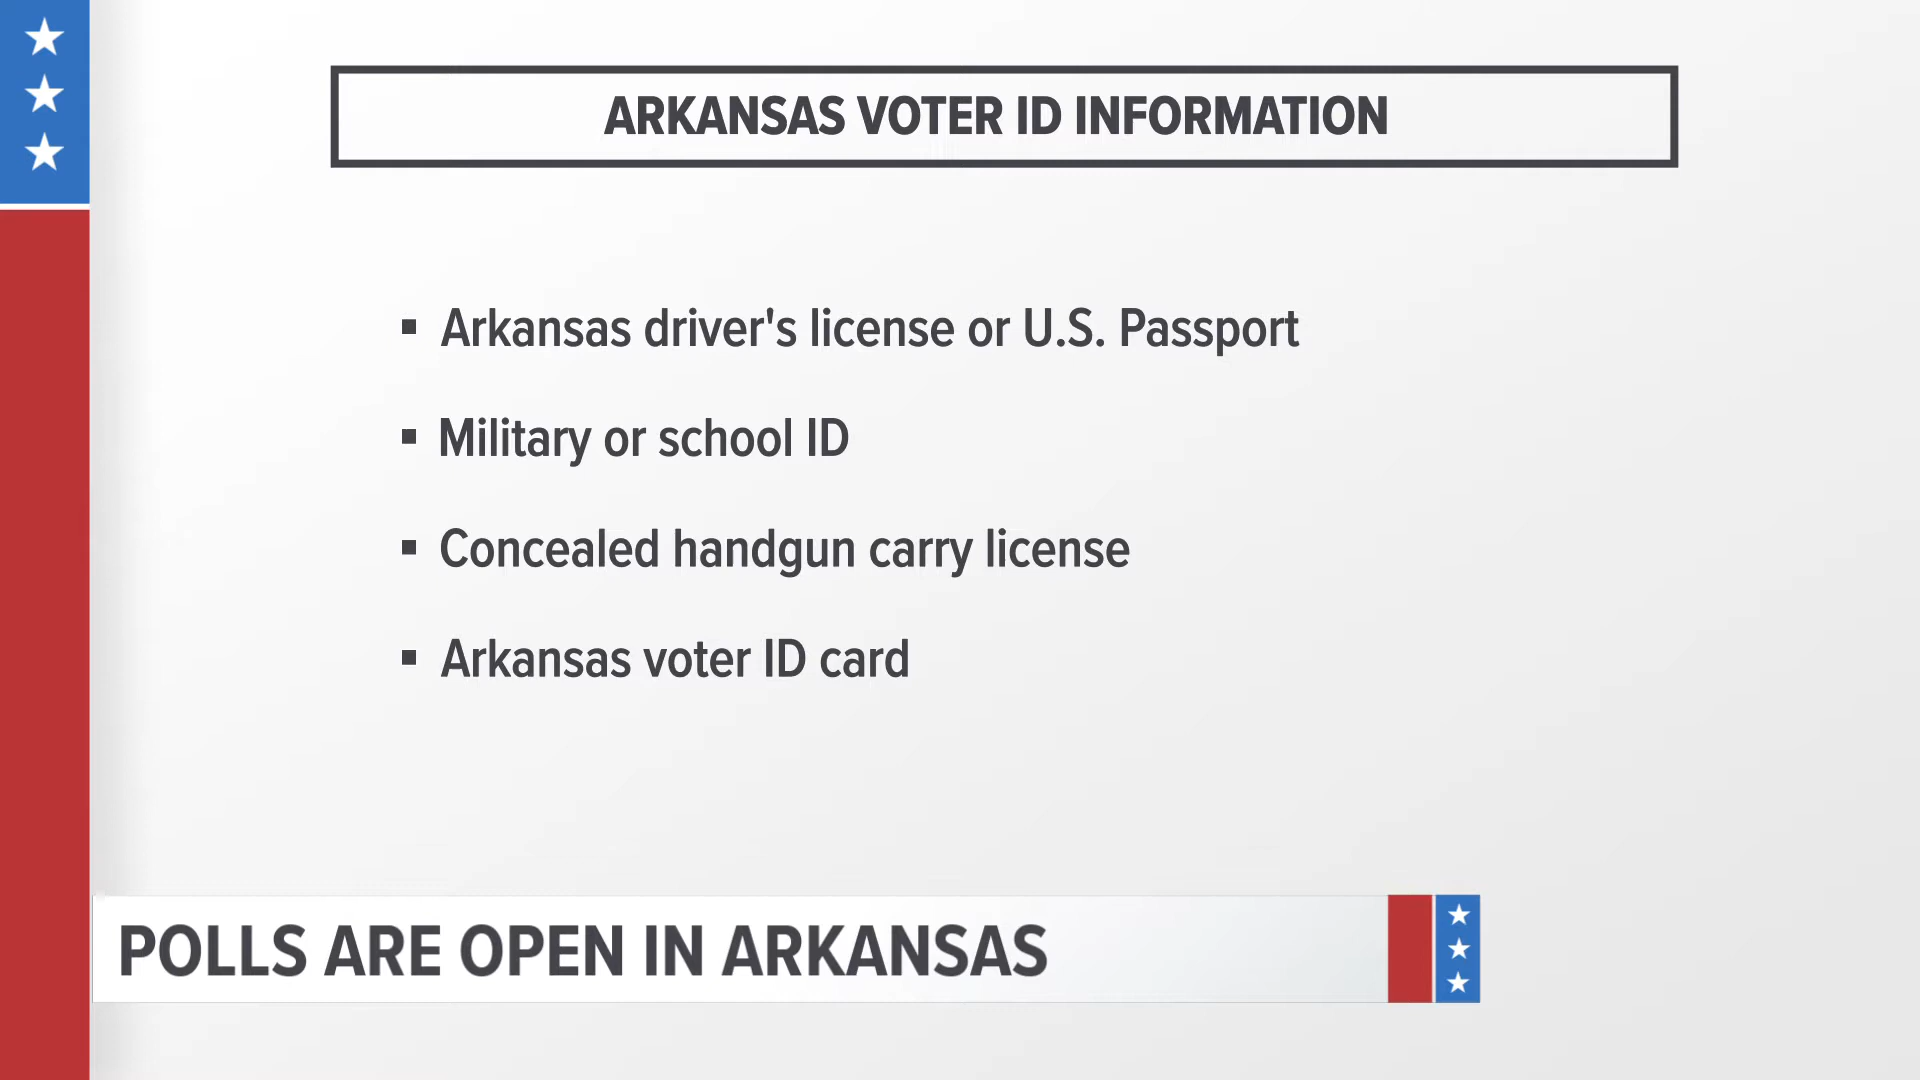 ARKANSAS VOTER ID INFORMATION
▪ Arkansas driver's license or U.S. Passport
▪ Military or school ID
▪ Concealed handgun carry license
▪ Arkansas voter ID card
POLLS ARE OPEN IN ARKANSAS